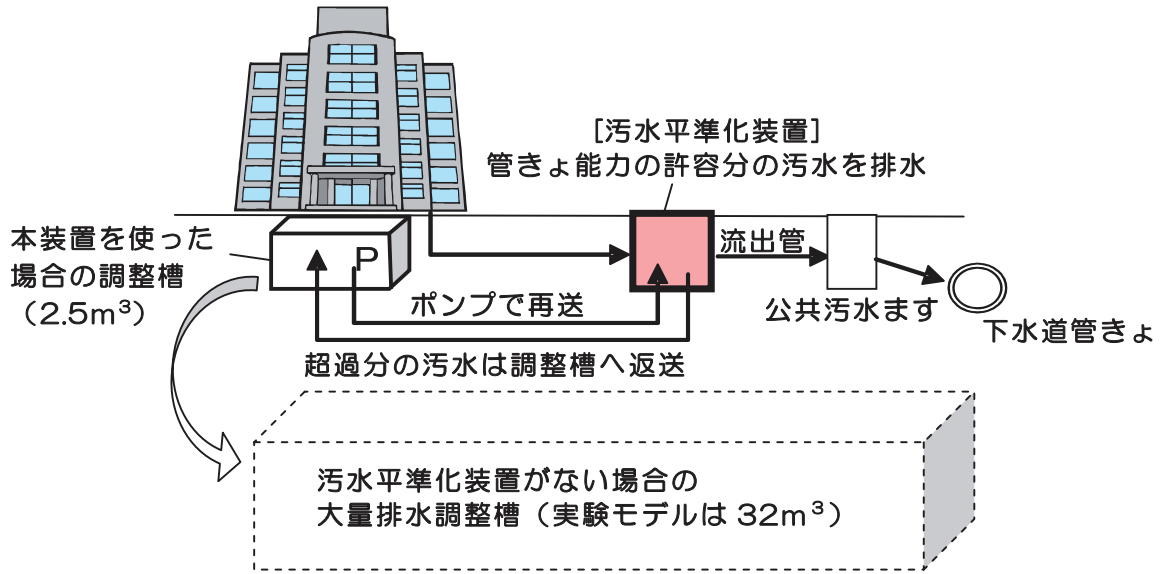 [汚水平準化装置]
管きょ能力の許容分の汚水を排水
本装置を使った
場合の調整槽
（2.5m³）
P
流出管
ポンプで再送
公共汚水ます
下水道管きょ
超過分の汚水は調整槽へ返送
汚水平準化装置がない場合の
大量排水調整槽（実験モデルは 32m³）